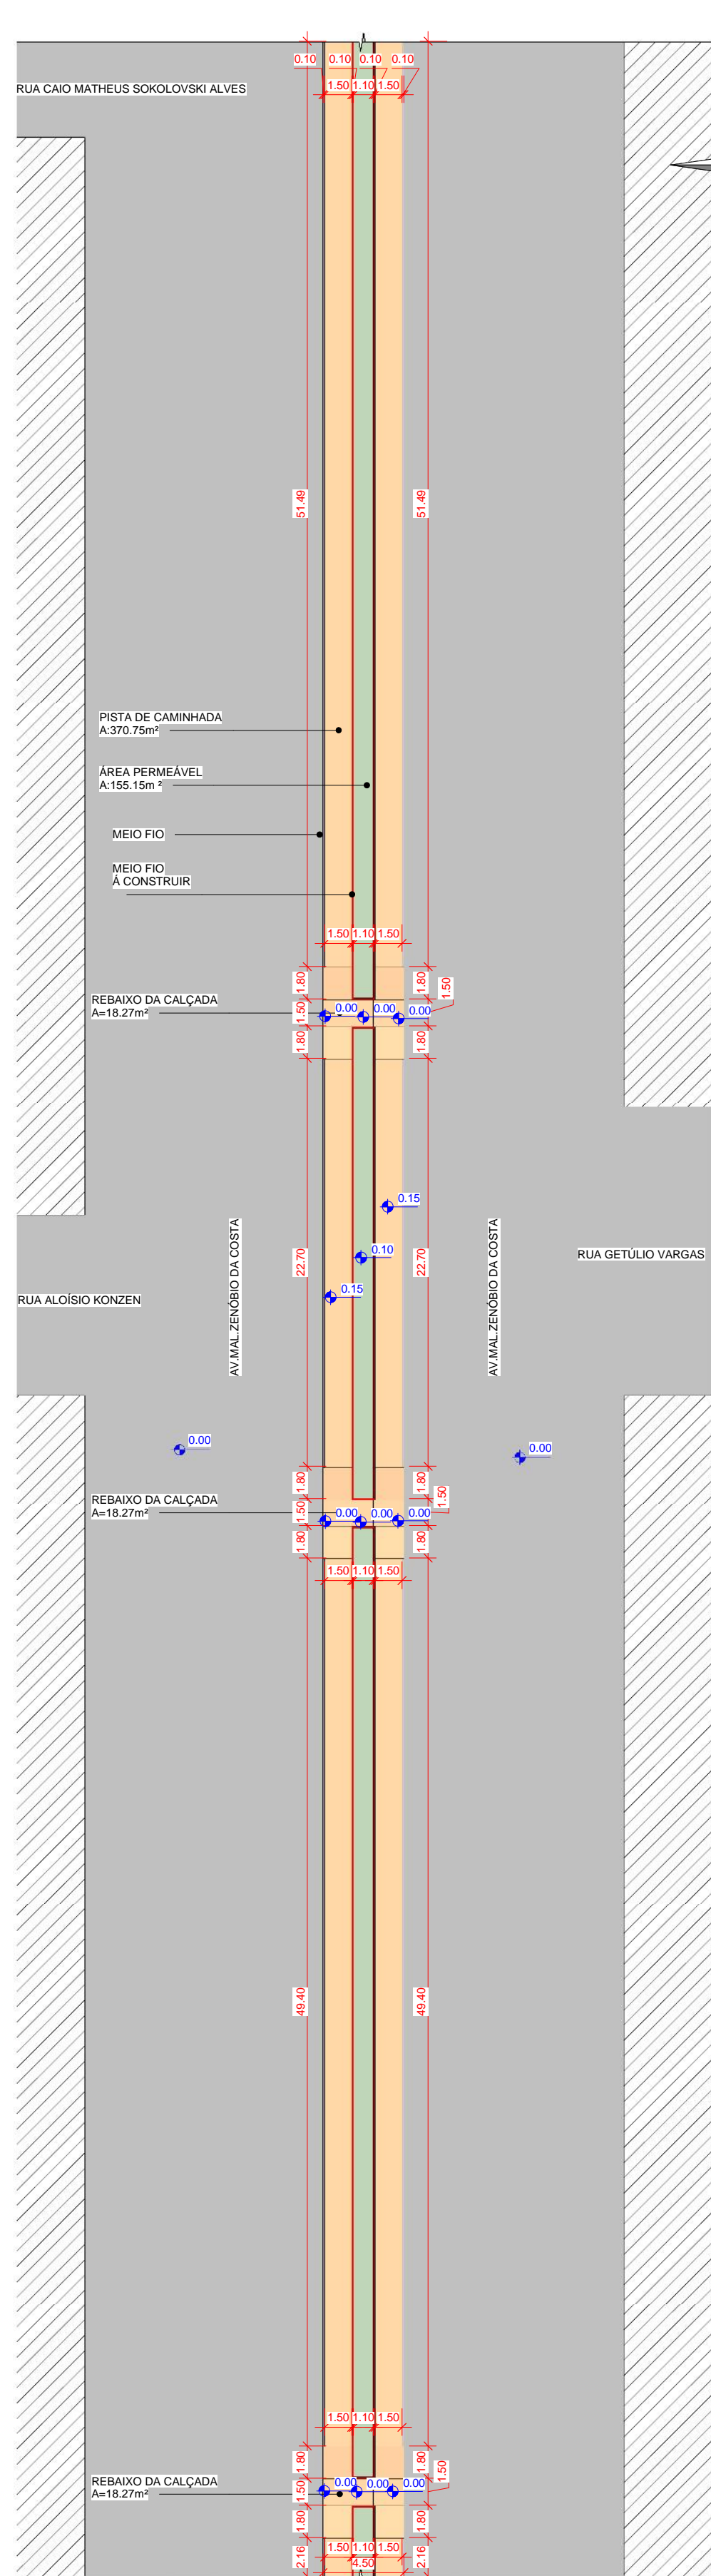 0.10 0.10 0.10 0.10
1.50 1.10 1.50
RUA CAIO MATHEUS SOKOLOVSKI ALVES
51.49 51.49
PISTA DE CAMINHADA
A:370.75m²
ÁREA PERMEÁVEL
A:155.15m ²
MEIO FIO
MEIO FIO
Á CONSTRUIR
1.50 1.10 1.50
1.80 1.80
1.50
REBAIXO DA CALÇADA
A=18.27m²
1.50 0.00 0.00 0.00
1.80 1.80
0.15
22.70 22.70
0.10
0.15
AV.MAL.ZENÓBIO DA COSTA
AV.MAL.ZENÓBIO DA COSTA
RUA GETÚLIO VARGAS
RUA ALOÍSIO KONZEN
0.00 0.00
1.80 1.80
1.50
REBAIXO DA CALÇADA
A=18.27m²
1.50 0.00 0.00 0.00
1.80 1.80
1.50 1.10 1.50
49.40 49.40
1.50 1.10 1.50
1.80 1.80
1.50
REBAIXO DA CALÇADA
A=18.27m²
1.50 0.00 0.00 0.00
1.80 1.80
1.50 1.10 1.50
2.16 4.50 2.16